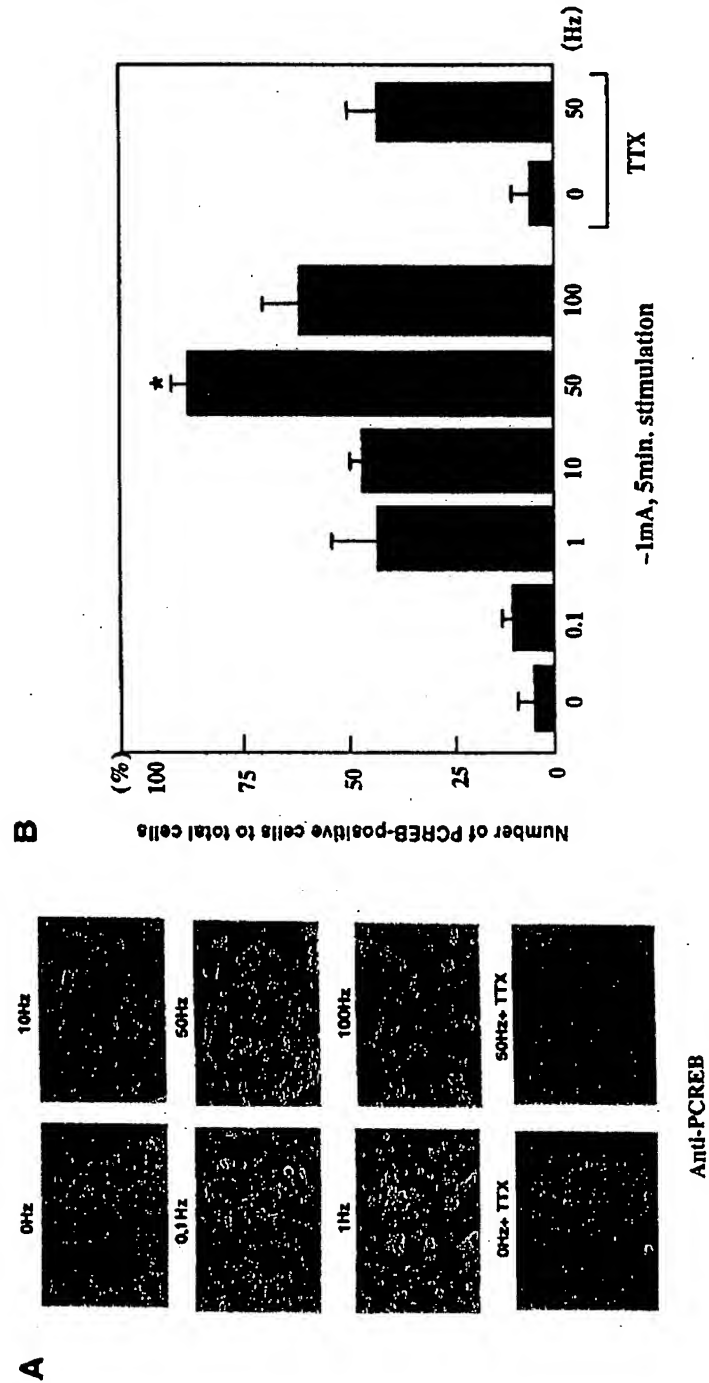 A
0Hz
10Hz
0.1Hz
50Hz
1Hz
100Hz
0Hz+ TTX
50Hz+ TTX
Anti-PCREB
B
(%)
100
75
50
25
0
Number of PCREB-positive cells to total cells
*
0 0.1 1 10 50 100 0 50 (Hz)
TTX
~1mA, 5min. stimulation